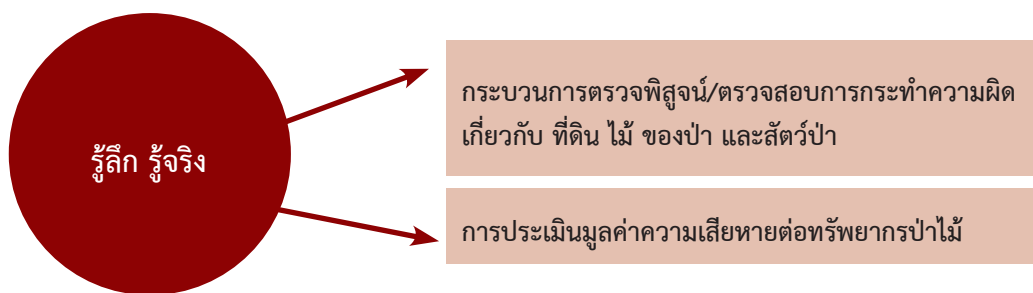 รู้ลึก รู้จริง
กระบวนการตรวจพิสูจน์/ตรวจสอบการกระทำความผิด
เกี่ยวกับ ที่ดิน ไม้ ของป่า และสัตว์ป่า
การประเมินมูลค่าความเสียหายต่อทรัพยากรป่าไม้